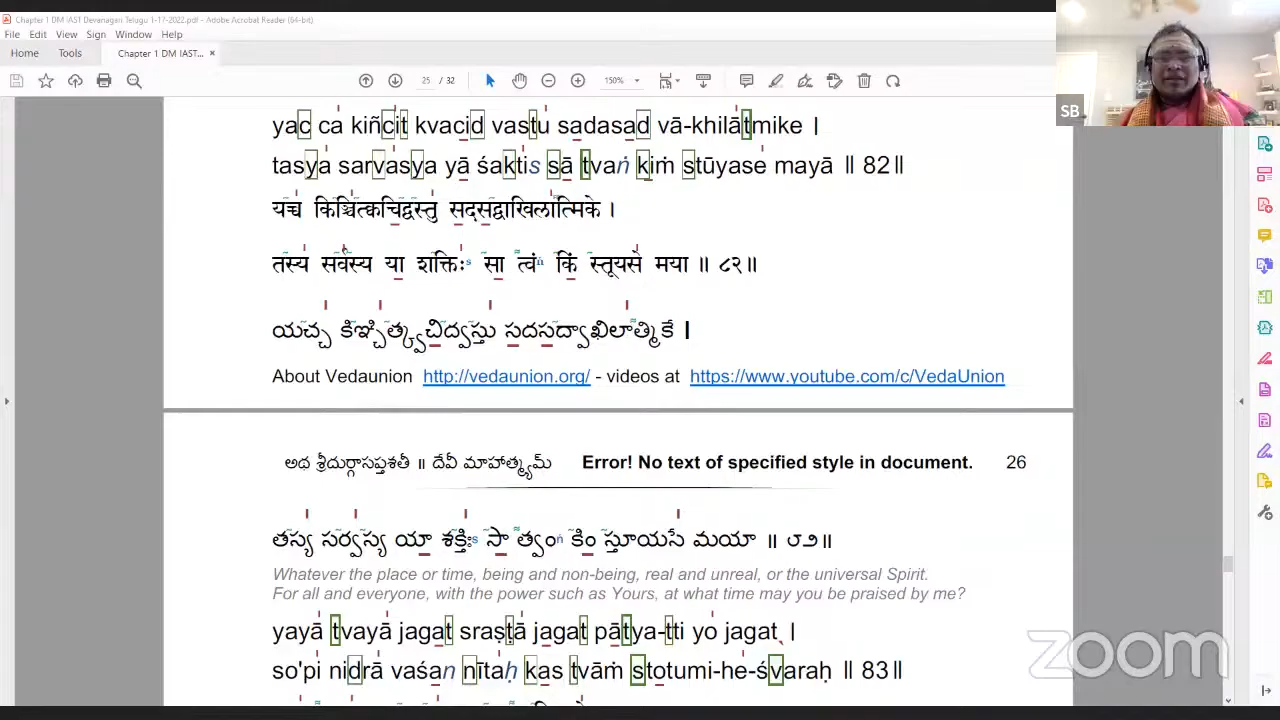 Chapter 1 DM IAST Devanagari Telugu 1-17-2022.pdf - Adobe Acrobat Reader (64-bit)
File Edit View Sign Window Help
Home Tools Chapter 1 DM IAST... ×
25 / 32 150%
SB
yac ca kiñcit kvacid vastu sadasad vā-khilātmike |
tasya sarvasya yā śaktis sā tvaṅ kiṁ stūyase mayā ॥ 82॥
यच्च किञ्चित्क्वचिद्वस्तु सदसद्वाखिलात्मिके ।
तस्य सर्वस्य या शक्तिःs सा त्वंṅ किं स्तूयसे मया ॥ ८२॥
యచ్చ కిఞ్చిత్క్వచిద్వస్తు సదసద్వాఖిలాత్మికే |
About Vedaunion http://vedaunion.org/ - videos at https://www.youtube.com/c/VedaUnion
అథ శ్రీదుర్గాసప్తశతీ ॥ దేవీ మాహాత్మ్యమ్ Error! No text of specified style in document. 26
తస్య సర్వస్య యా శక్తిఃs సా త్వంṅ కిం స్తూయసే మయా ॥ ౮౨॥
Whatever the place or time, being and non-being, real and unreal, or the universal Spirit.
For all and everyone, with the power such as Yours, at what time may you be praised by me?
yayā tvayā jagat sraṣṭā jagat pātya-tti yo jagat |
so'pi nidrā vaśan nītaḥ kas tvāṁ stotumi-he-śvaraḥ ॥ 83॥
zoom